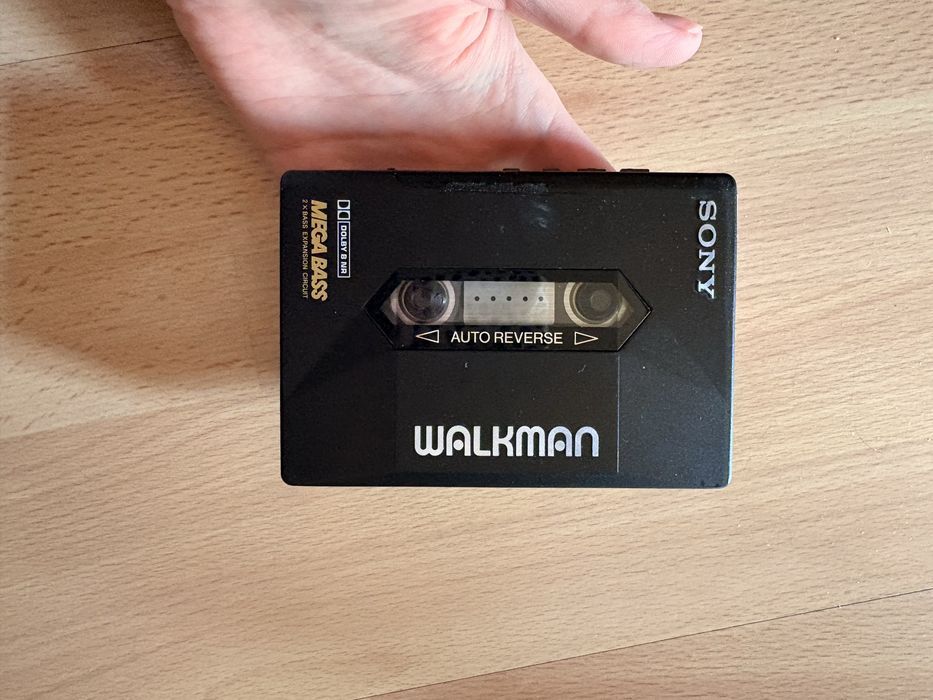 SONY
DOLBY B NR
MEGA BASS
2 X BASS EXPANSION CIRCUIT
AUTO REVERSE
WALKMAN